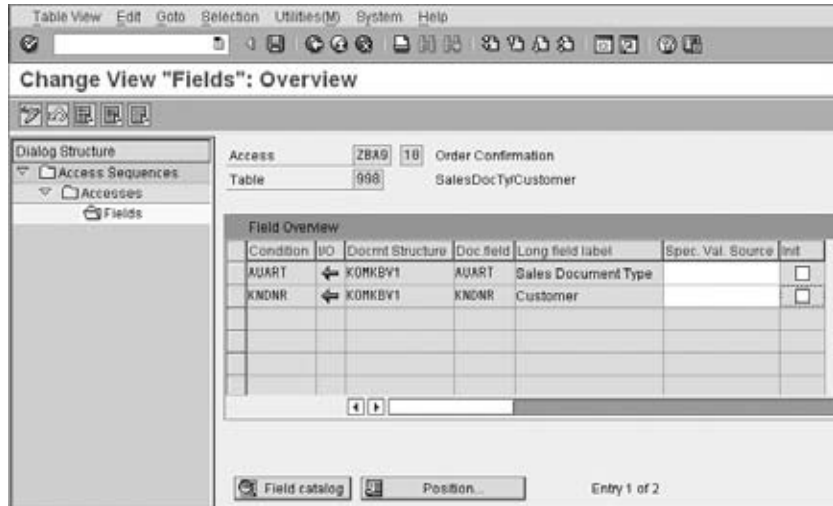 Table View Edit Goto Selection Utilities(M) System Help
Change View "Fields": Overview
Dialog Structure
Access Sequences
Accesses
Fields
Access ZBA9 10 Order Confirmation
Table 998 SalesDocTy/Customer
Field Overview
Condition I/O Docmt Structure Doc.field Long field label Spec. Val. Source Init
AUART KOMKBV1 AUART Sales Document Type
KNDNR KOMKBV1 KNDNR Customer
Field catalog Position... Entry 1 of 2